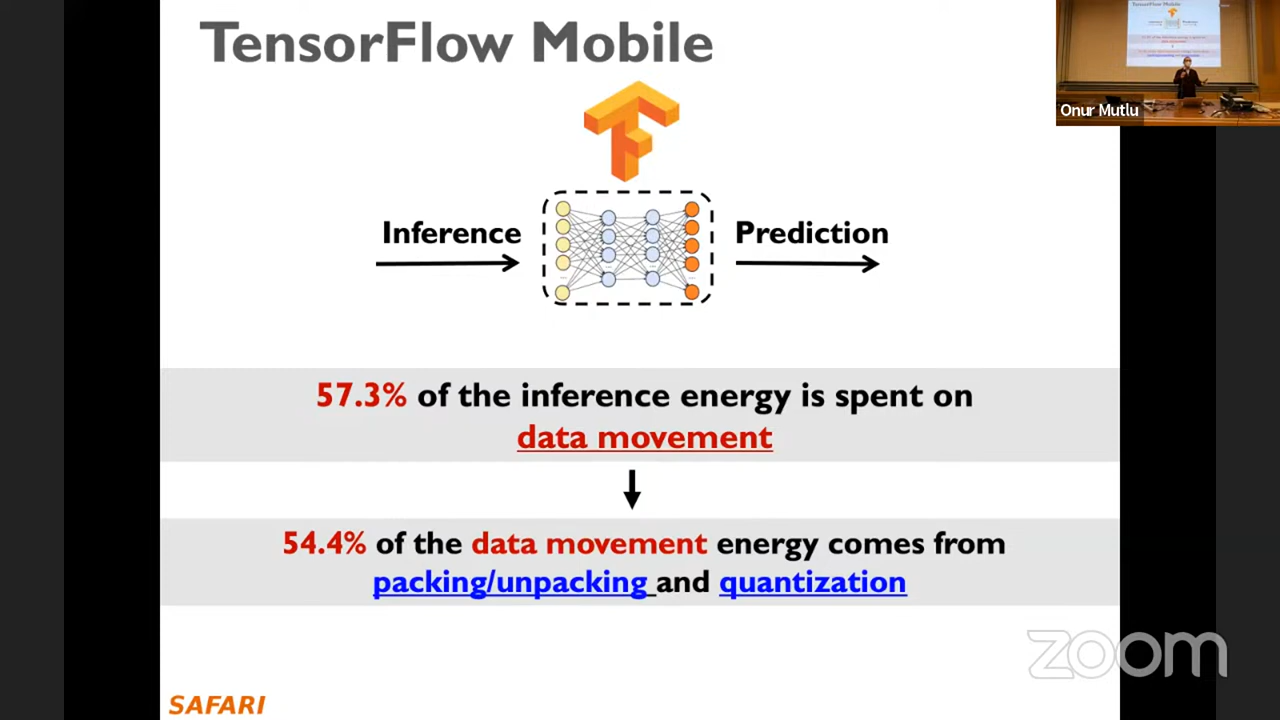 TensorFlow Mobile
Onur Mutlu
Inference
Prediction
57.3% of the inference energy is spent on
data movement
54.4% of the data movement energy comes from
packing/unpacking and quantization
zoom
SAFARI